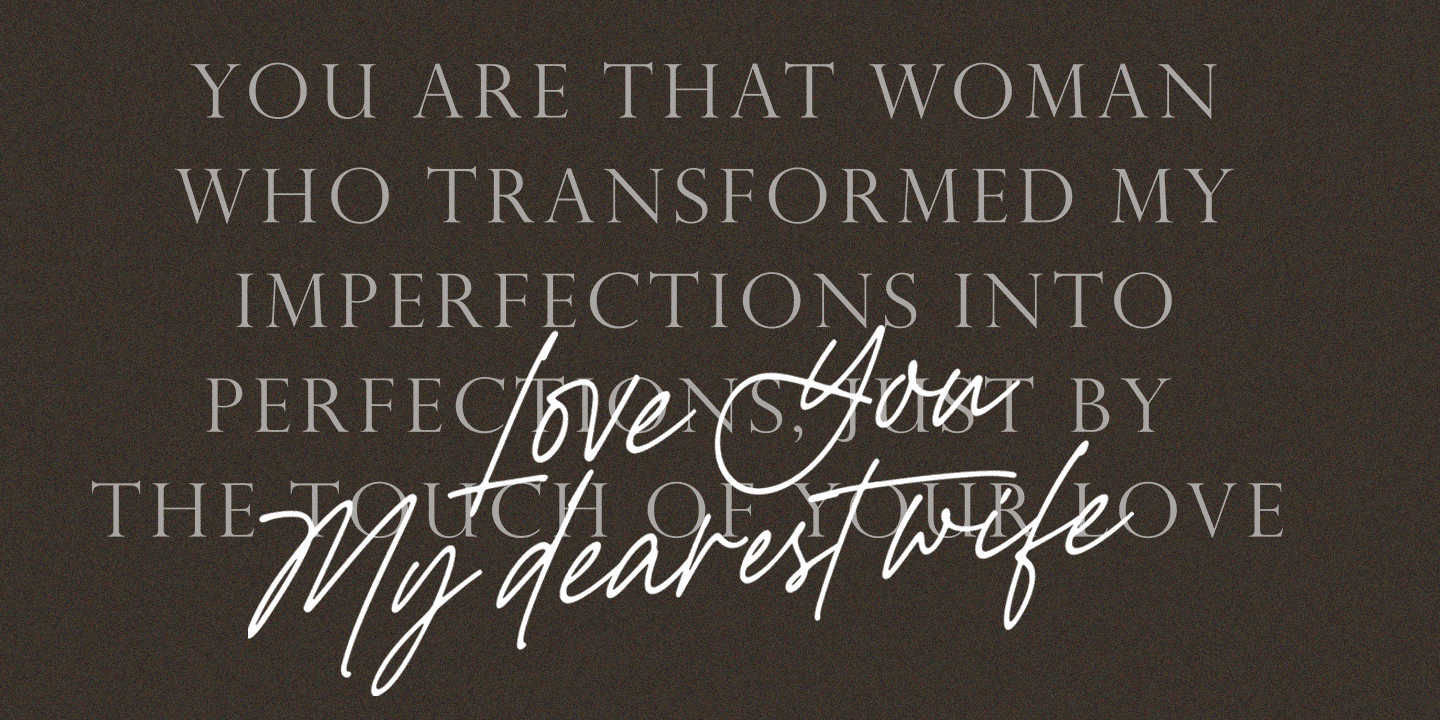 YOU ARE THAT WOMAN
WHO TRANSFORMED MY
IMPERFECTIONS INTO
PERFECTIONS, JUST BY
THE TOUCH OF YOUR LOVE
Love You
My dearest wife